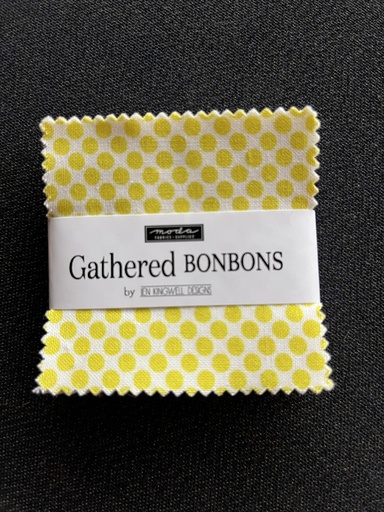 moda
FABRICS + SUPPLIES
Gathered BONBONS
by JEN KINGWELL DESIGNS